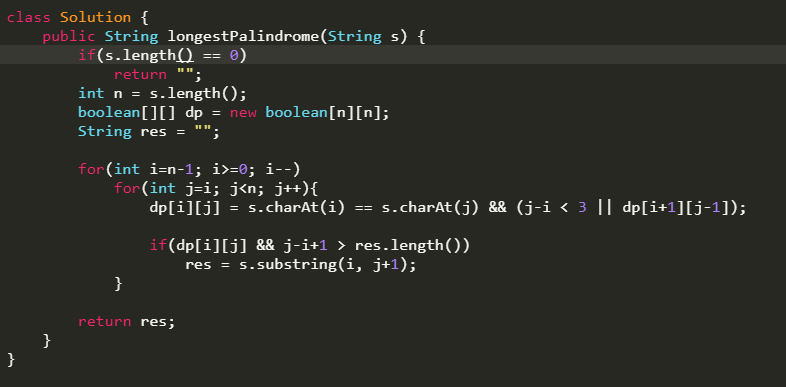 class Solution {
    public String longestPalindrome(String s) {
        if(s.length() == 0)
            return "";
        int n = s.length();
        boolean[][] dp = new boolean[n][n];
        String res = "";

        for(int i=n-1; i>=0; i--)
            for(int j=i; j<n; j++){
                dp[i][j] = s.charAt(i) == s.charAt(j) && (j-i < 3 || dp[i+1][j-1]);

                if(dp[i][j] && j-i+1 > res.length())
                    res = s.substring(i, j+1);
            }

        return res;
    }
}